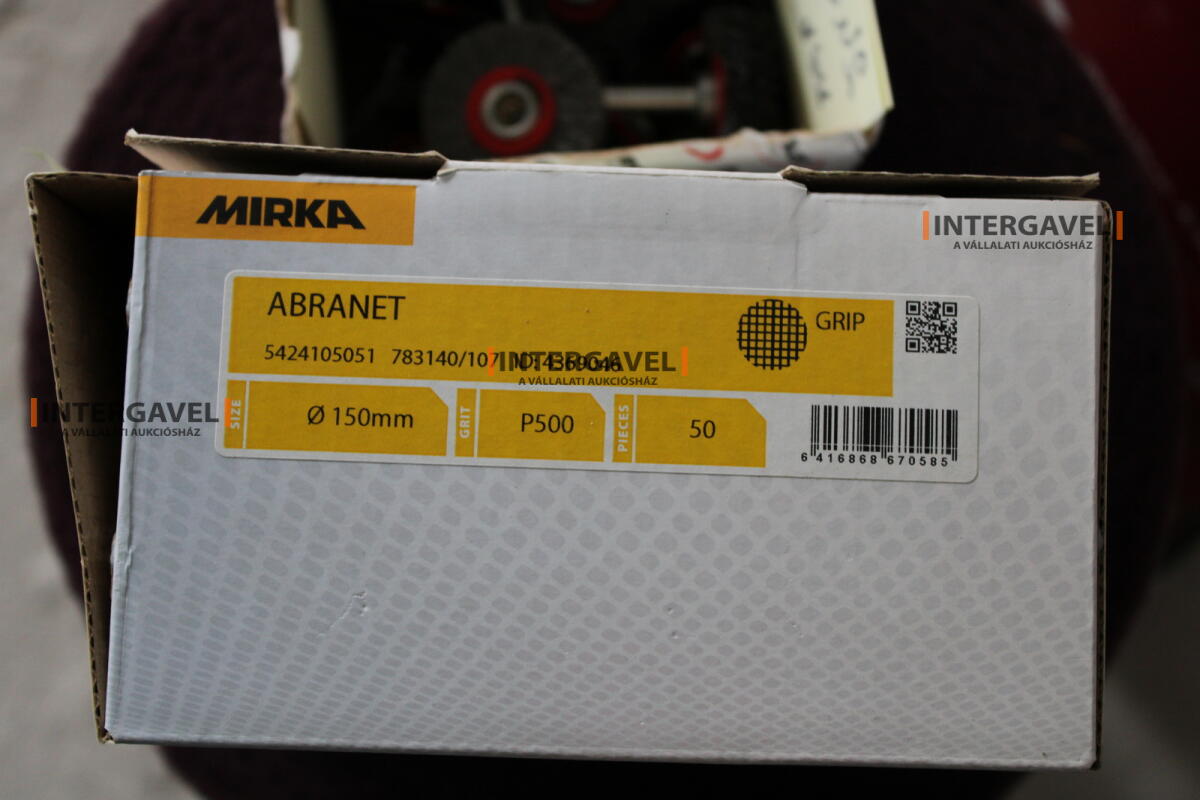 MIRKA
INTERGAVEL
A VÁLLALATI AUKCIÓSHÁZ
ABRANET
GRIP
5424105051 783140/107
INTERGAVEL
A VÁLLALATI AUKCIÓSHÁZ
INTERGAVEL
A VÁLLALATI AUKCIÓSHÁZ
SIZE
Ø 150mm
GRIT
P500
PIECES
50
6 416868 670585